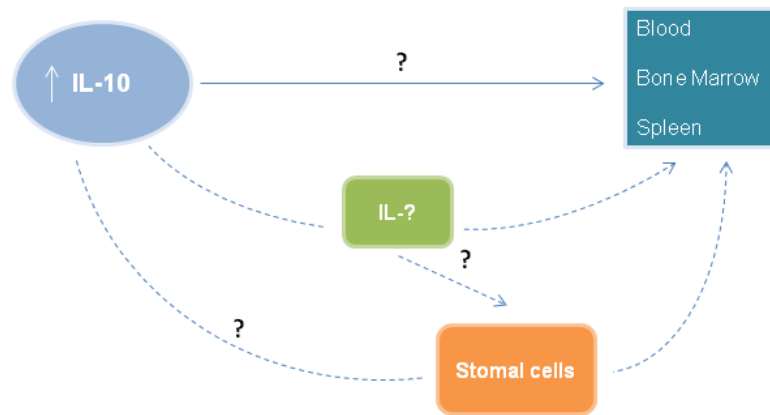 ↑ IL-10
?
Blood
Bone Marrow
Spleen
IL-?
?
?
Stomal cells